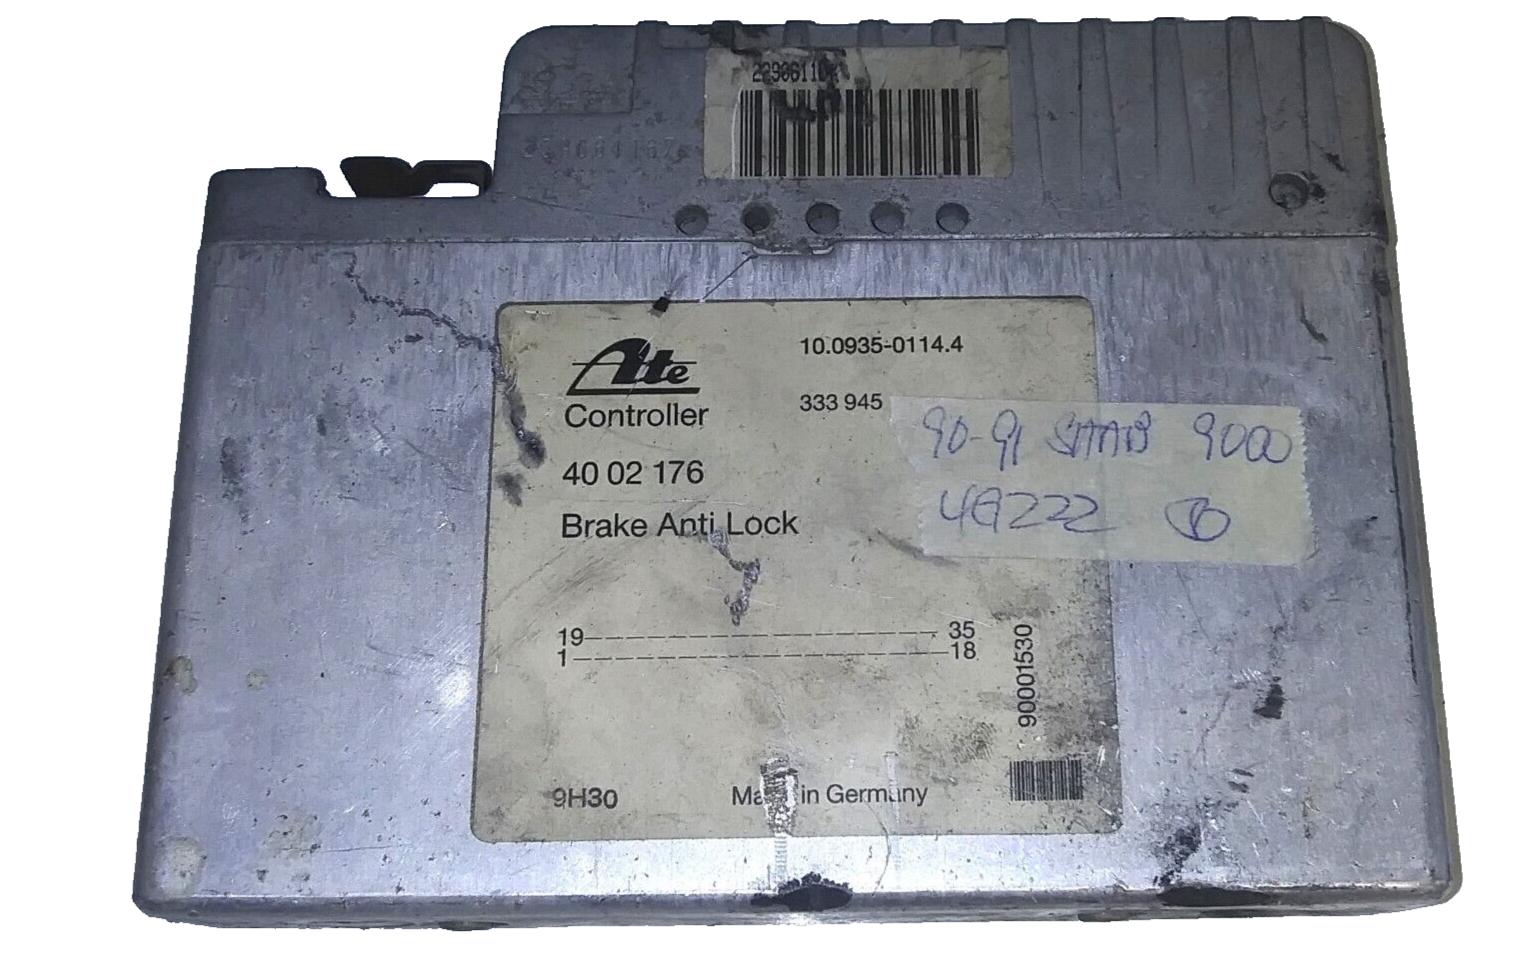 Ate
10.0935-0114.4
Controller
333 945
90-91 SAAB 9000
40 02 176
4G222
Brake Anti Lock
19 35
1 18
90001530
9H30
in Germany